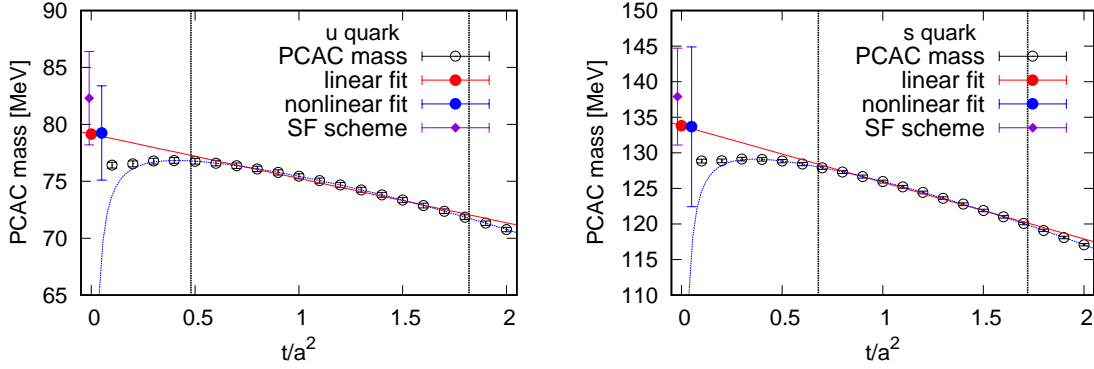 u quark
PCAC mass
linear fit
nonlinear fit
SF scheme
PCAC mass [MeV]
90
85
80
75
70
65
0
0.5
1
1.5
2
t/a²
s quark
PCAC mass
linear fit
nonlinear fit
SF scheme
PCAC mass [MeV]
150
145
140
135
130
125
120
115
110
0
0.5
1
1.5
2
t/a²